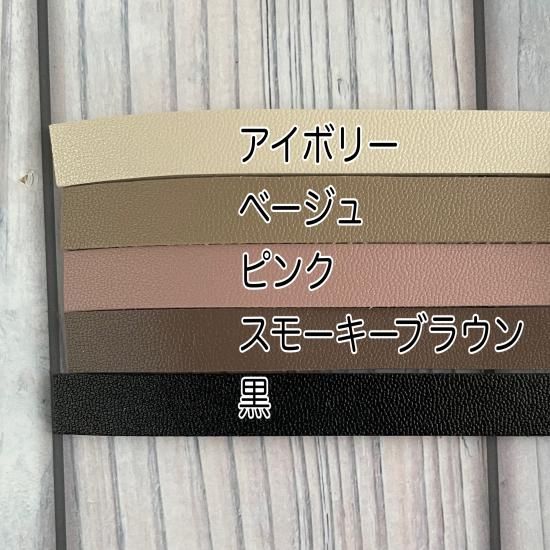 アイボリー
ベージュ
ピンク
スモーキーブラウン
黒